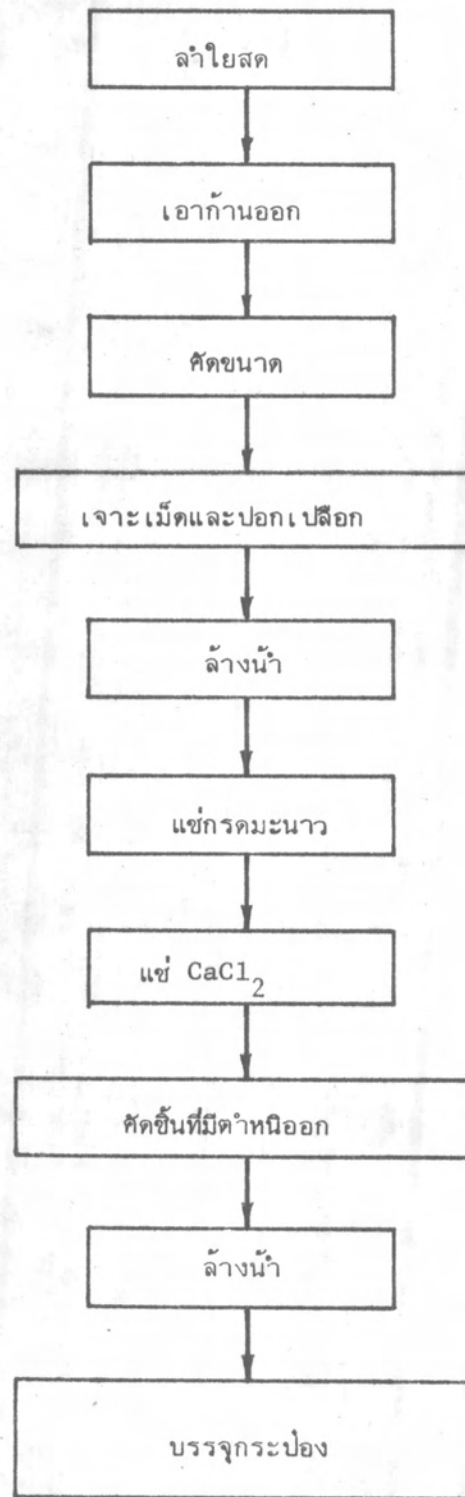 ลำใยสด
เอาก้านออก
คัดขนาด
เจาะเม็ดและปอกเปลือก
ล้างน้ำ
แช่กรดมะนาว
แช่ CaCl₂
คัดชิ้นที่มีตำหนิออก
ล้างน้ำ
บรรจุกระป๋อง